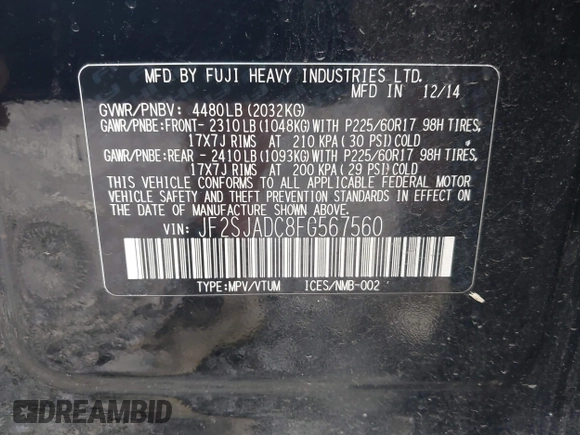 MFD BY FUJI HEAVY INDUSTRIES LTD.
MFD IN 12/14
GVWR/PNBV: 4480LB(2032KG)
GAWR/PNBE:FRONT- 2310LB(1048KG)WITH P225/60R17 98H TIRES,
17X7J RIMS AT 210 KPA(30 PSI)COLD
GAWR/PNBE:REAR - 2410LB(1093KG)WITH P225/60R17 98H TIRES,
17X7J RIMS AT 200 KPA(29 PSI)COLD
THIS VEHICLE CONFORMS TO ALL APPLICABLE FEDERAL MOTOR
VEHICLE SAFETY AND THEFT PREVENTION STANDARDS IN EFFECT
ON THE DATE OF MANUFACTURE SHOWN ABOVE.
VIN: JF2SJADC8FG567560
TYPE:MPV/VTUM ICES/NMB-002
DREAMBID